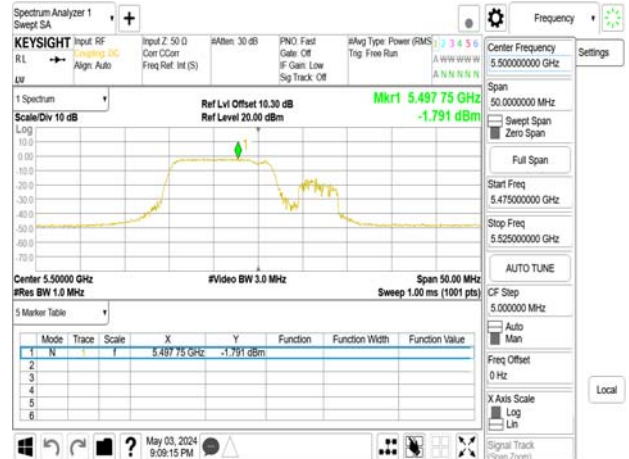 Spectrum Analyzer 1
Swept SA
Frequency
KEYSIGHT
Input: RF
Coupling: DC
Align: Auto
Input Z: 50 Ω
Corr CCorr
Freq Ref: Int (S)
#Atten: 30 dB
PNO: Fast
Gate: Off
IF Gain: Low
Sig Track: Off
#Avg Type: Power (RMS
Trig: Free Run
1 2 3 4 5 6
A W W W W W
A N N N N N
RL
LV
Settings
Center Frequency
5.500000000 GHz
Span
50.0000000 MHz
Swept Span
Zero Span
Full Span
Start Freq
5.475000000 GHz
Stop Freq
5.525000000 GHz
AUTO TUNE
CF Step
5.000000 MHz
Auto
Man
Freq Offset
0 Hz
X Axis Scale
Log
Lin
Signal Track
(Span Zoom)
Local
1 Spectrum
Scale/Div 10 dB
Ref Lvl Offset 10.30 dB
Ref Level 20.00 dBm
Mkr1 5.497 75 GHz
-1.791 dBm
Log
10.0
0.00
-10.0
-20.0
-30.0
-40.0
-50.0
-60.0
-70.0
1
Center 5.50000 GHz
#Res BW 1.0 MHz
#Video BW 3.0 MHz
Span 50.00 MHz
Sweep 1.00 ms (1001 pts)
5 Marker Table
Mode Trace Scale X Y Function Function Width Function Value
1 N 1 f 5.497 75 GHz -1.791 dBm
2
3
4
5
6
?
May 03, 2024
9:09:15 PM